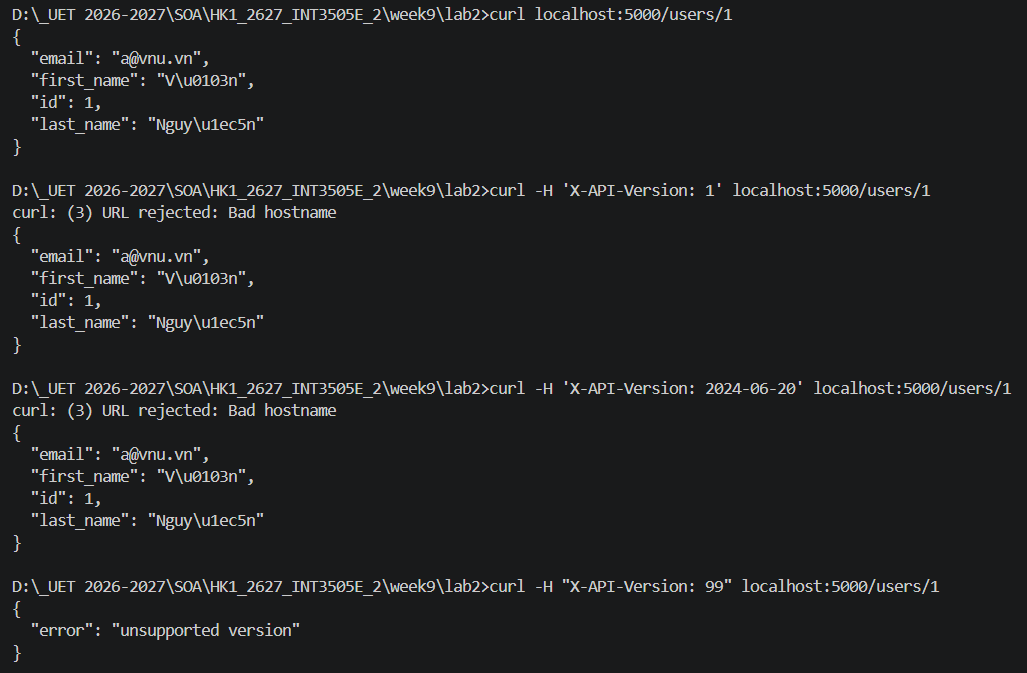 D:\_UET 2026-2027\SOA\HK1_2627_INT3505E_2\week9\lab2>curl localhost:5000/users/1
{
  "email": "a@vnu.vn",
  "first_name": "V\u0103n",
  "id": 1,
  "last_name": "Nguy\u1ec5n"
}

D:\_UET 2026-2027\SOA\HK1_2627_INT3505E_2\week9\lab2>curl -H 'X-API-Version: 1' localhost:5000/users/1
curl: (3) URL rejected: Bad hostname
{
  "email": "a@vnu.vn",
  "first_name": "V\u0103n",
  "id": 1,
  "last_name": "Nguy\u1ec5n"
}

D:\_UET 2026-2027\SOA\HK1_2627_INT3505E_2\week9\lab2>curl -H 'X-API-Version: 2024-06-20' localhost:5000/users/1
curl: (3) URL rejected: Bad hostname
{
  "email": "a@vnu.vn",
  "first_name": "V\u0103n",
  "id": 1,
  "last_name": "Nguy\u1ec5n"
}

D:\_UET 2026-2027\SOA\HK1_2627_INT3505E_2\week9\lab2>curl -H "X-API-Version: 99" localhost:5000/users/1
{
  "error": "unsupported version"
}